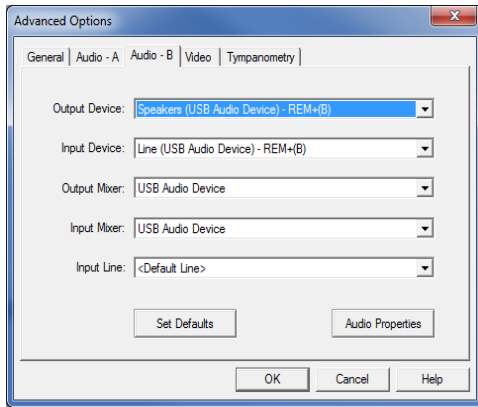 Advanced Options
General Audio - A Audio - B Video Tympanometry
Output Device: Speakers (USB Audio Device) - REM+(B)
Input Device: Line (USB Audio Device) - REM+(B)
Output Mixer: USB Audio Device
Input Mixer: USB Audio Device
Input Line: <Default Line>
Set Defaults Audio Properties
OK Cancel Help